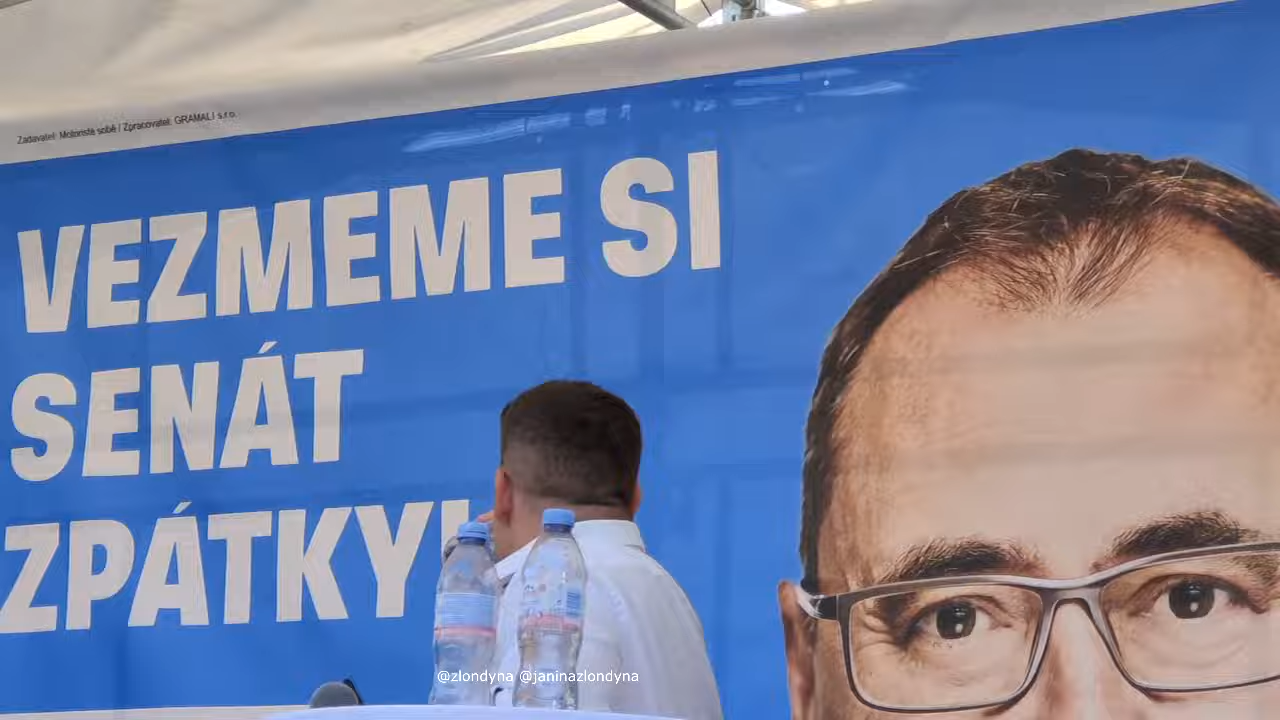 Zadavatel: Motoristé sobě / Zpracovatel: GRAMALI s.r.o.
VEZMEME SI
SENÁT
ZPÁTKY!
@zlondyna @janinazlondyna